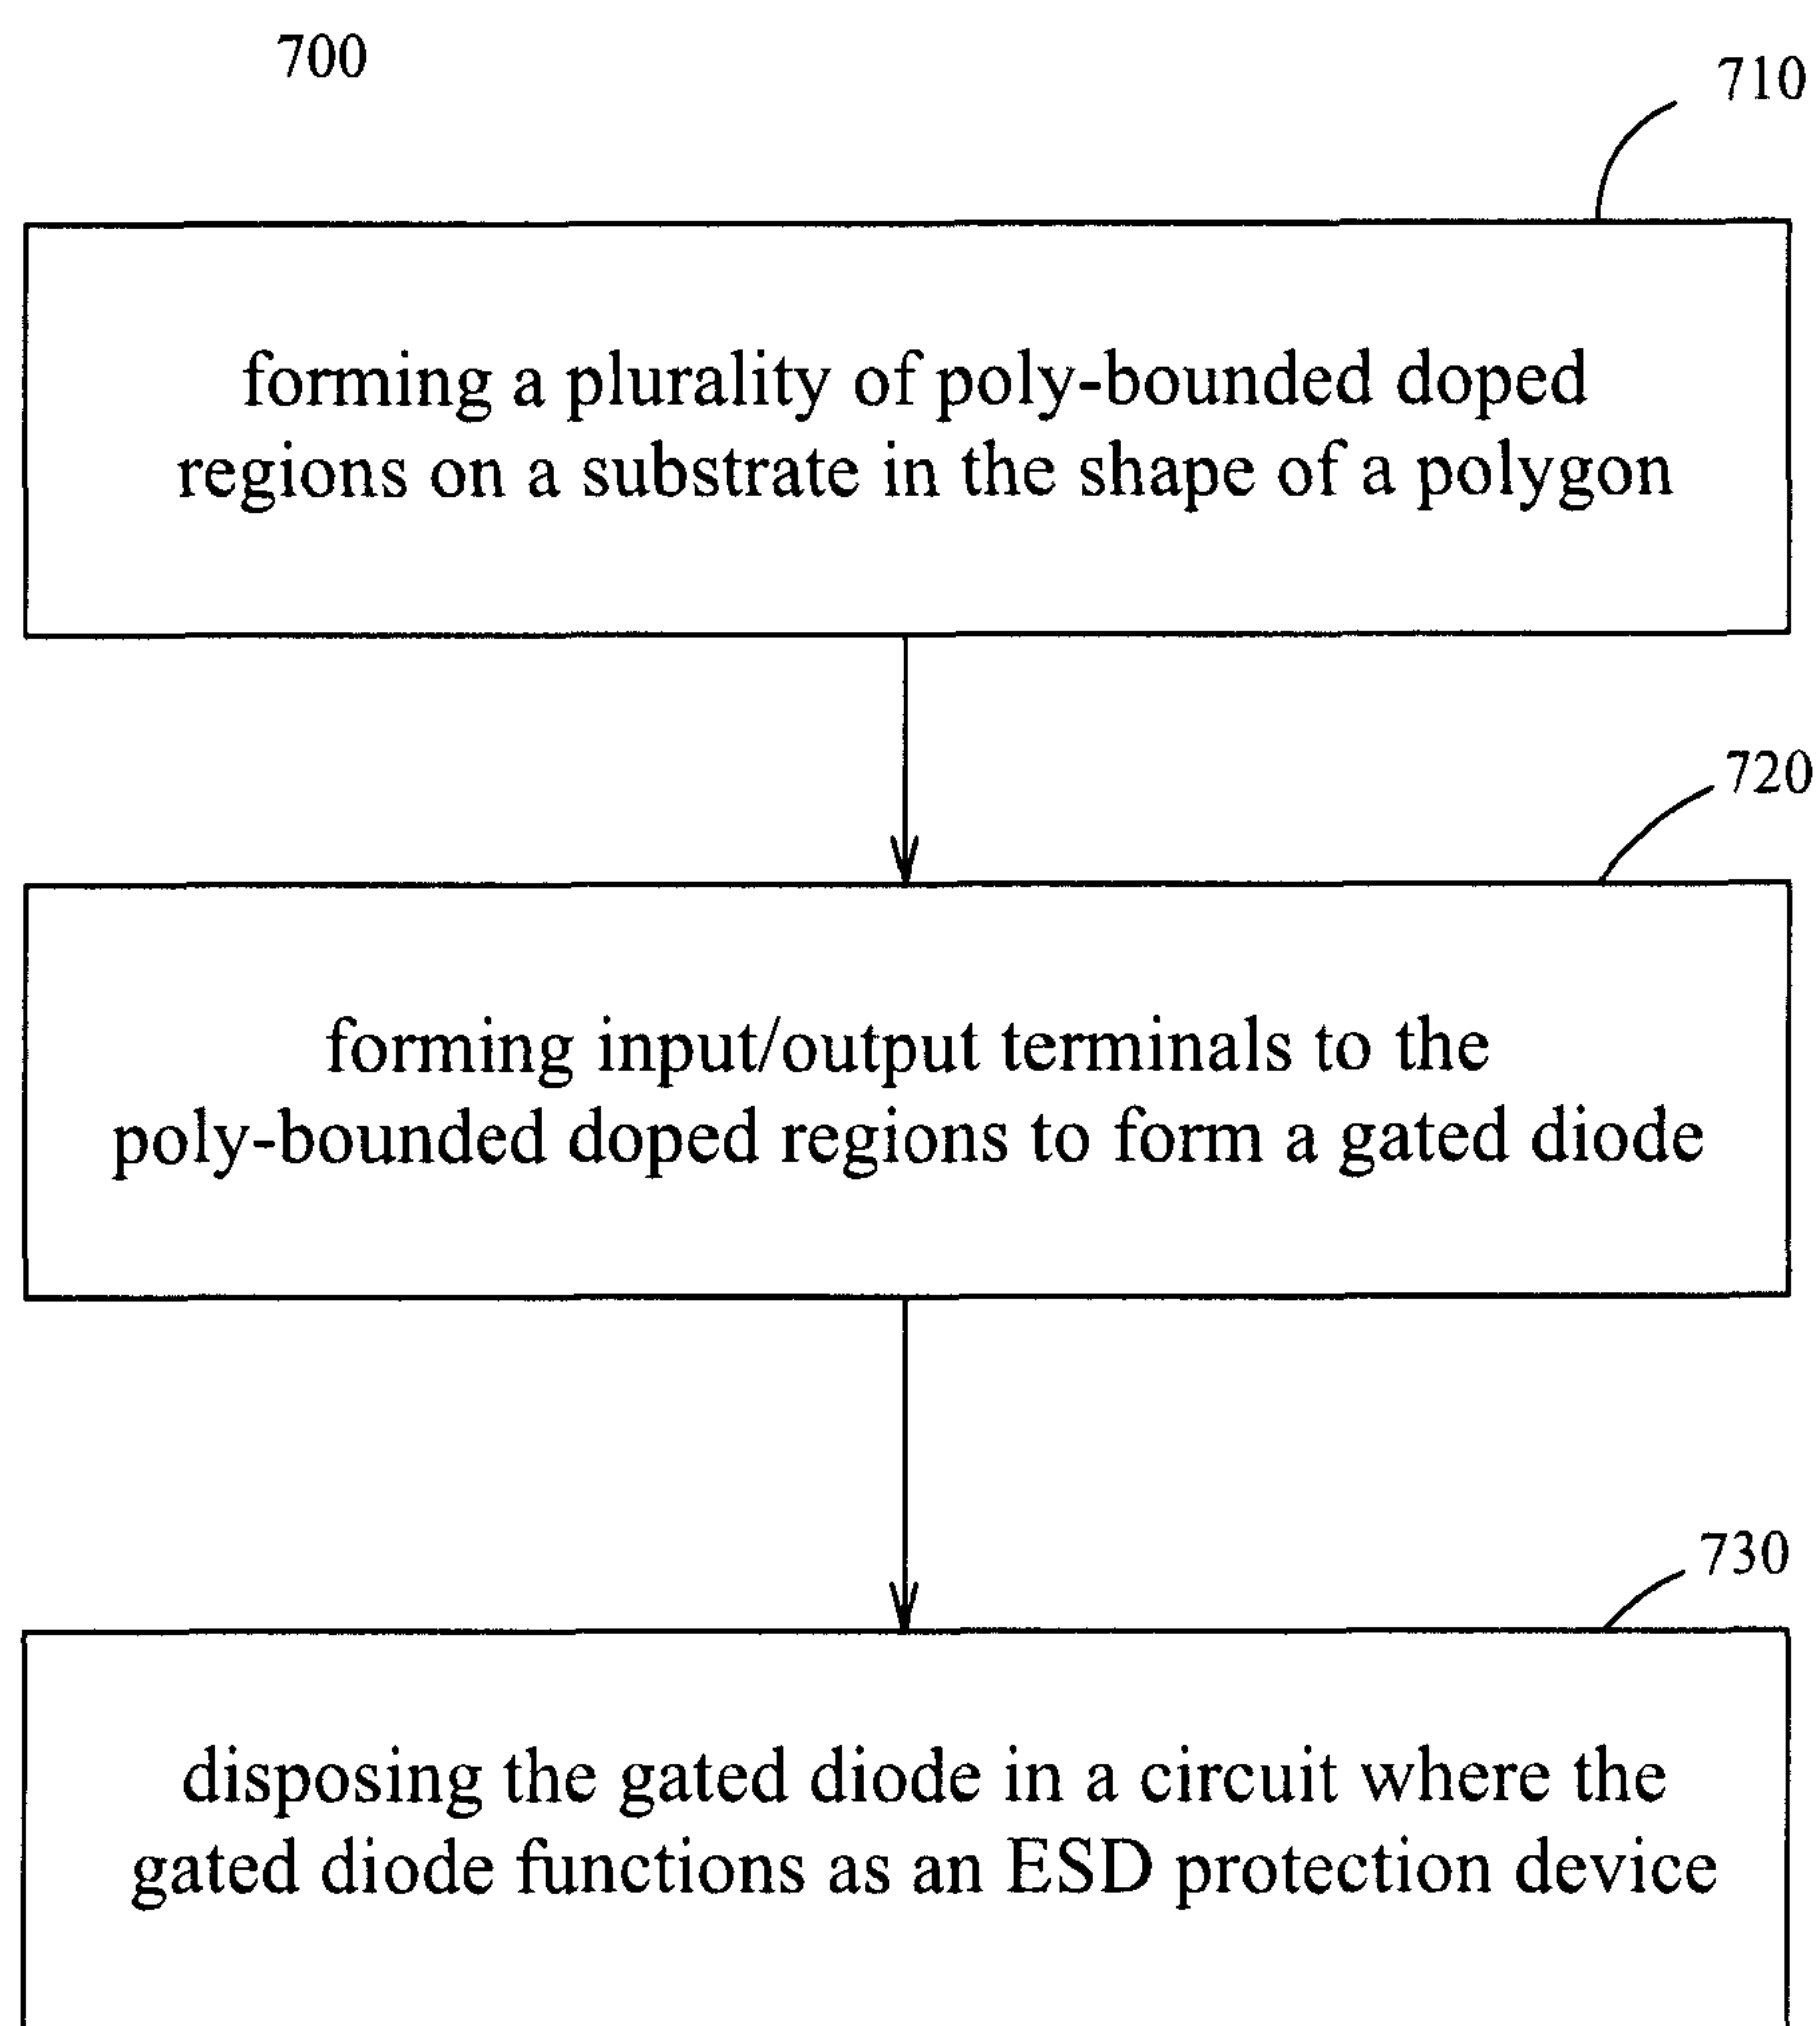 700
710
forming a plurality of poly-bounded doped
regions on a substrate in the shape of a polygon
720
forming input/output terminals to the
poly-bounded doped regions to form a gated diode
730
disposing the gated diode in a circuit where the
gated diode functions as an ESD protection device